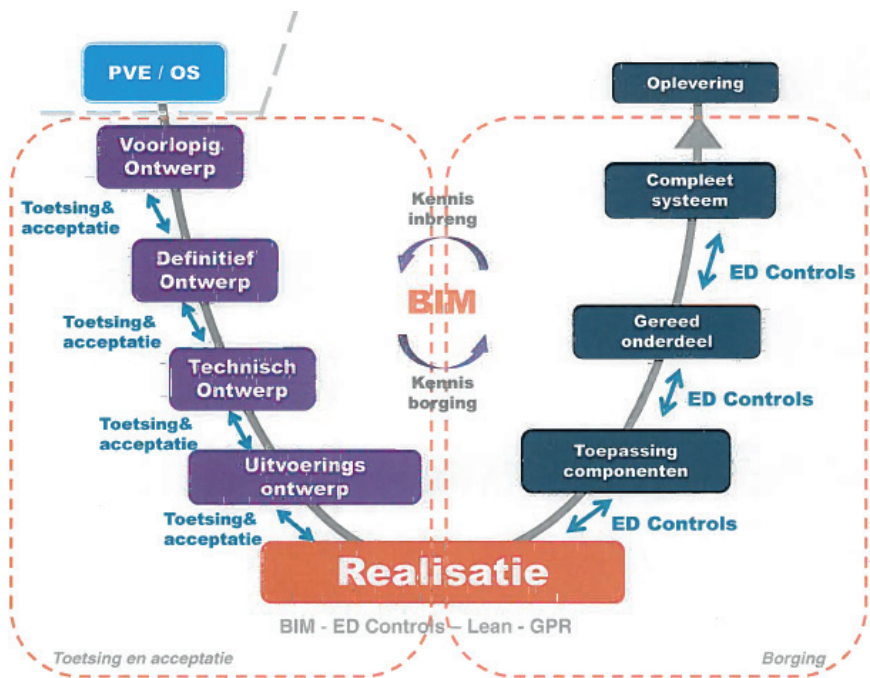 PVE / OS
Voorlopig
Ontwerp
Toetsing&
acceptatie
Definitief
Ontwerp
Toetsing&
acceptatie
Technisch
Ontwerp
Toetsing&
acceptatie
Uitvoerings
ontwerp
Toetsing&
acceptatie
Kennis
inbreng
BIM
Kennis
borging
Oplevering
Compleet
systeem
ED Controls
Gereed
onderdeel
ED Controls
Toepassing
componenten
ED Controls
Realisatie
BIM - ED Controls – Lean - GPR
Toetsing en acceptatie
Borging